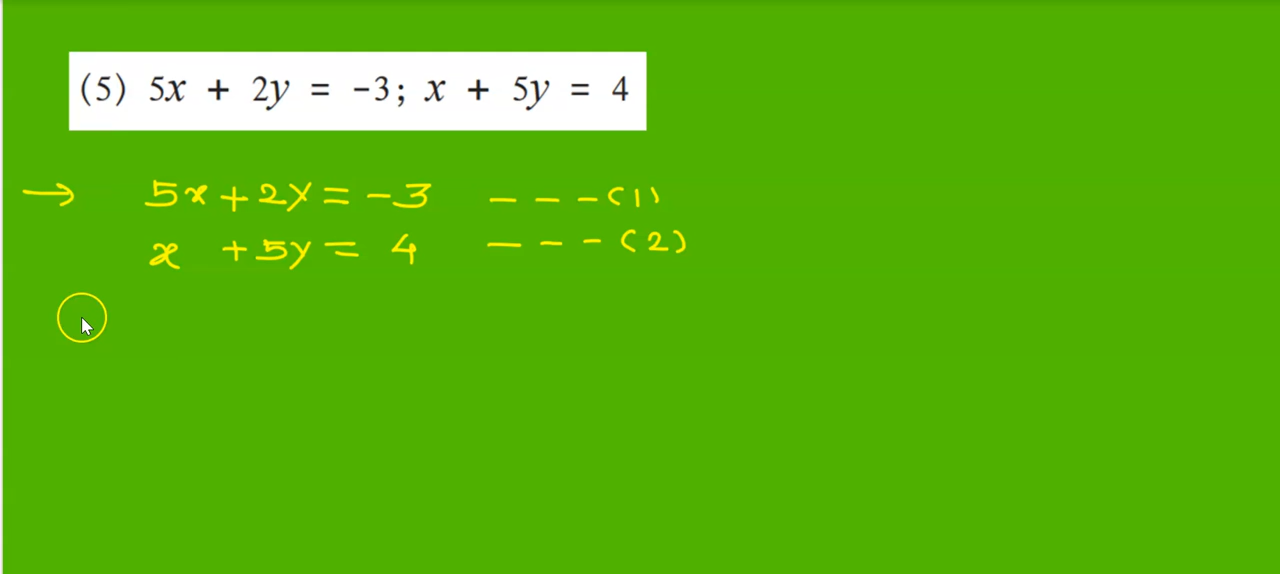 (5) 5x + 2y = -3; x + 5y = 4
→ 5x + 2y = -3 --- (1)
x + 5y = 4 --- (2)